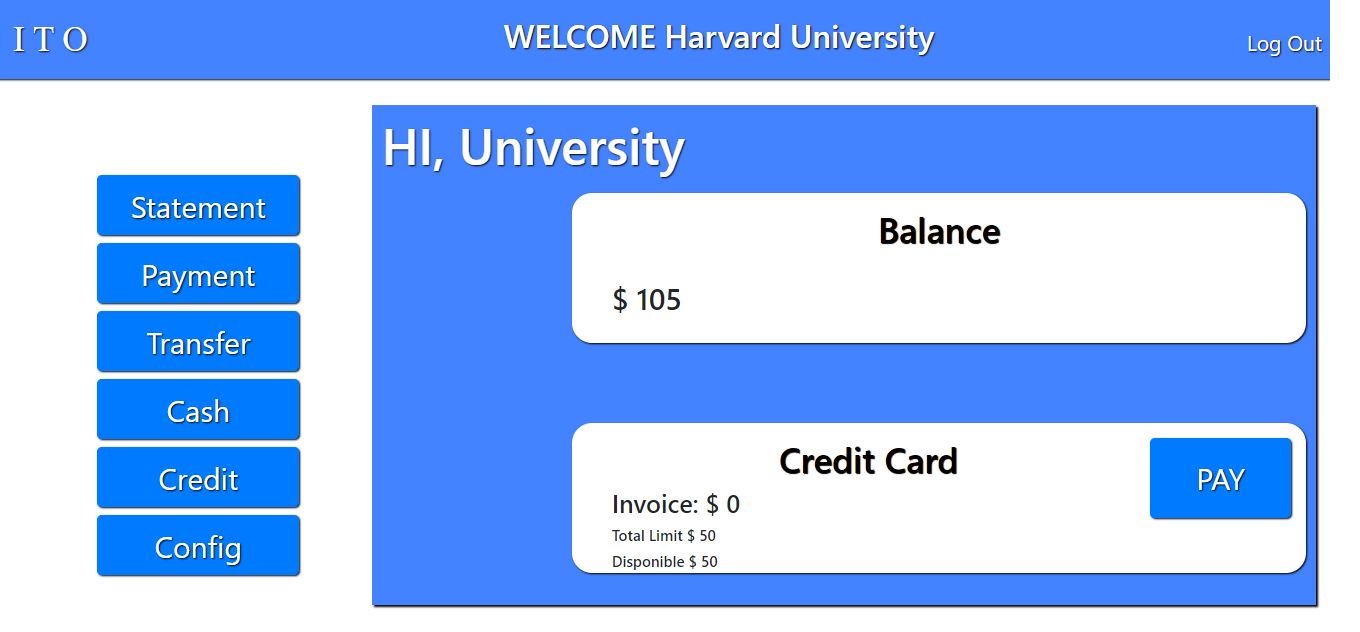 I T O
WELCOME Harvard University
Log Out
HI, University
Statement
Payment
Transfer
Cash
Credit
Config
Balance
$ 105
Credit Card
PAY
Invoice: $ 0
Total Limit $ 50
Disponible $ 50